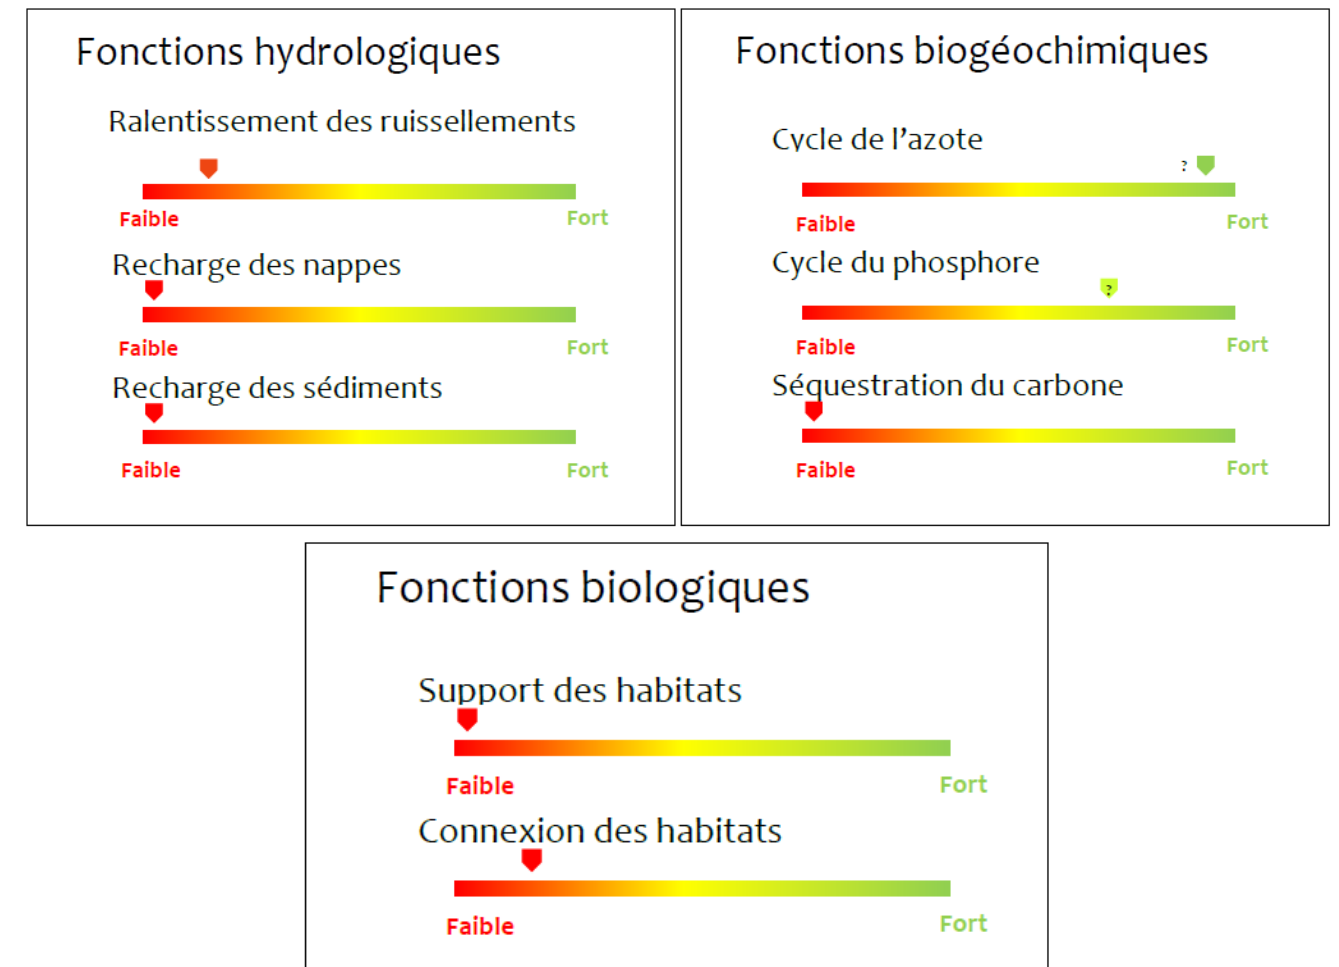 Fonctions hydrologiques
Ralentissement des ruissellements
Faible
Fort
Recharge des nappes
Faible
Fort
Recharge des sédiments
Faible
Fort
Fonctions biogéochimiques
Cycle de l'azote
?
Faible
Fort
Cycle du phosphore
?
Faible
Fort
Séquestration du carbone
Faible
Fort
Fonctions biologiques
Support des habitats
Faible
Fort
Connexion des habitats
Faible
Fort